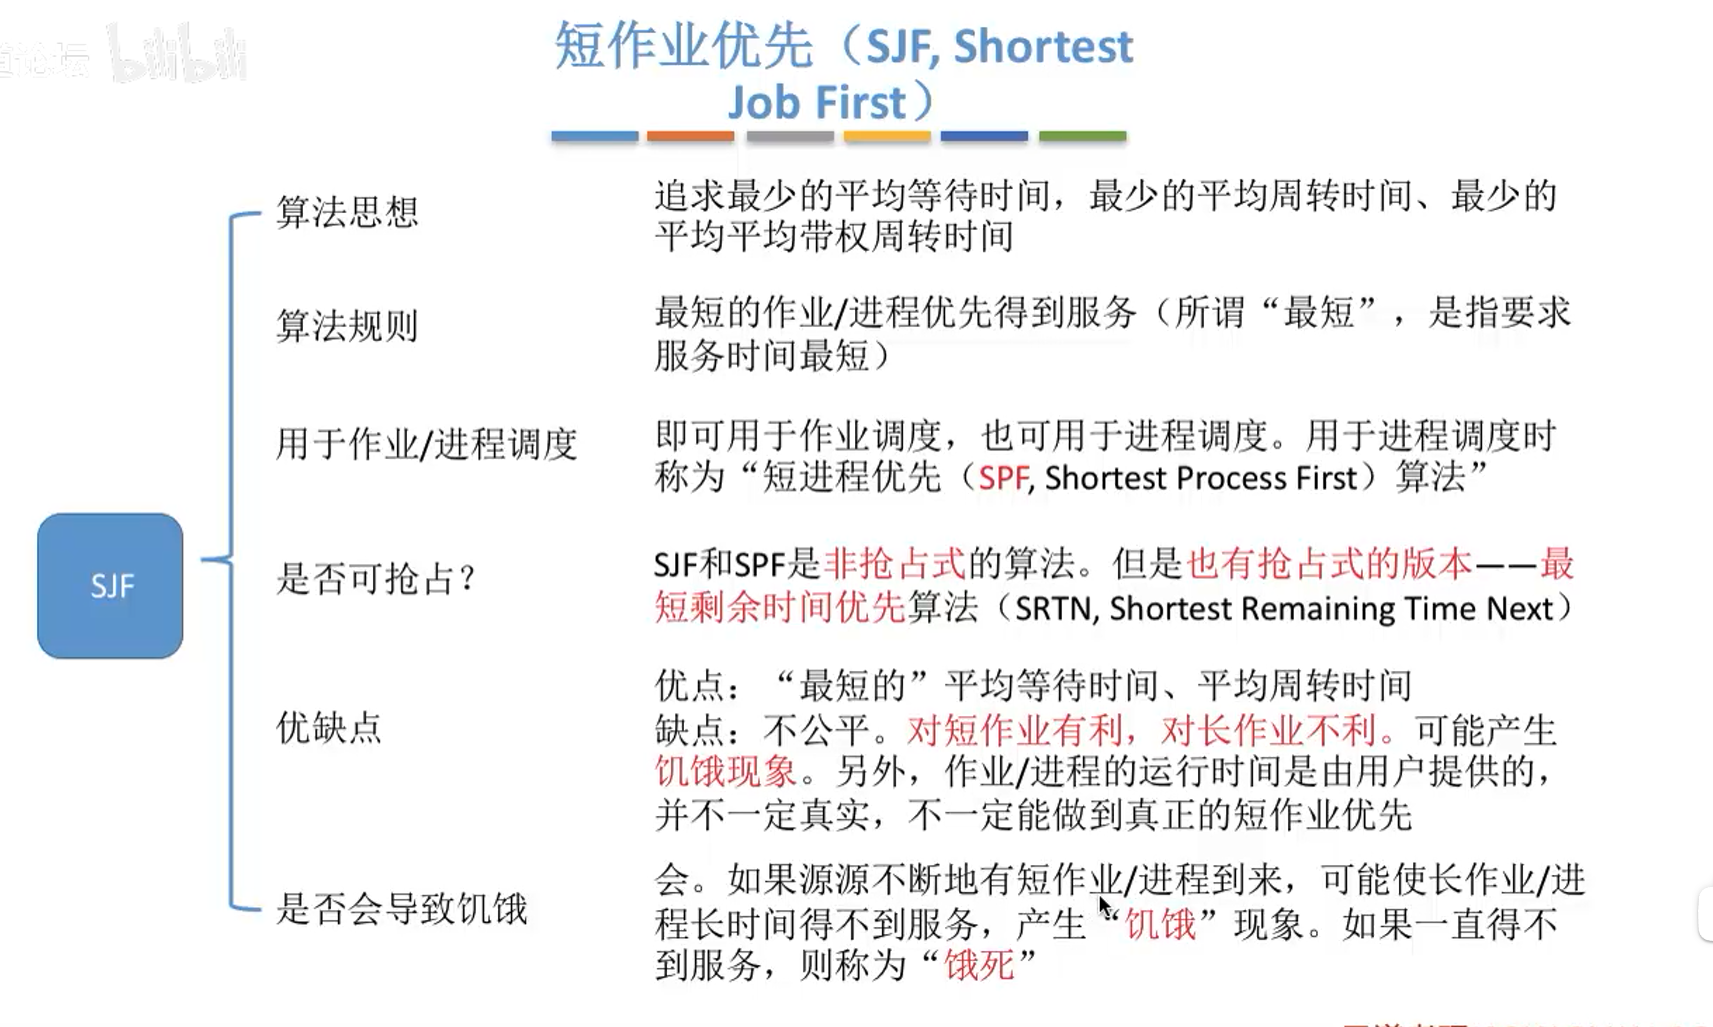 道论坛 bilibili
短作业优先（SJF, Shortest
Job First）
算法思想
追求最少的平均等待时间，最少的平均周转时间、最少的
平均平均带权周转时间
算法规则
最短的作业/进程优先得到服务（所谓“最短”，是指要求
服务时间最短）
用于作业/进程调度
即可用于作业调度，也可用于进程调度。用于进程调度时
称为“短进程优先（SPF, Shortest Process First）算法”
SJF
是否可抢占？
SJF和SPF是非抢占式的算法。但是也有抢占式的版本——最
短剩余时间优先算法（SRTN, Shortest Remaining Time Next）
优缺点
优点：“最短的”平均等待时间、平均周转时间
缺点：不公平。对短作业有利，对长作业不利。可能产生
饥饿现象。另外，作业/进程的运行时间是由用户提供的，
并不一定真实，不一定能做到真正的短作业优先
是否会导致饥饿
会。如果源源不断地有短作业/进程到来，可能使长作业/进
程长时间得不到服务，产生“饥饿”现象。如果一直得不
到服务，则称为“饿死”